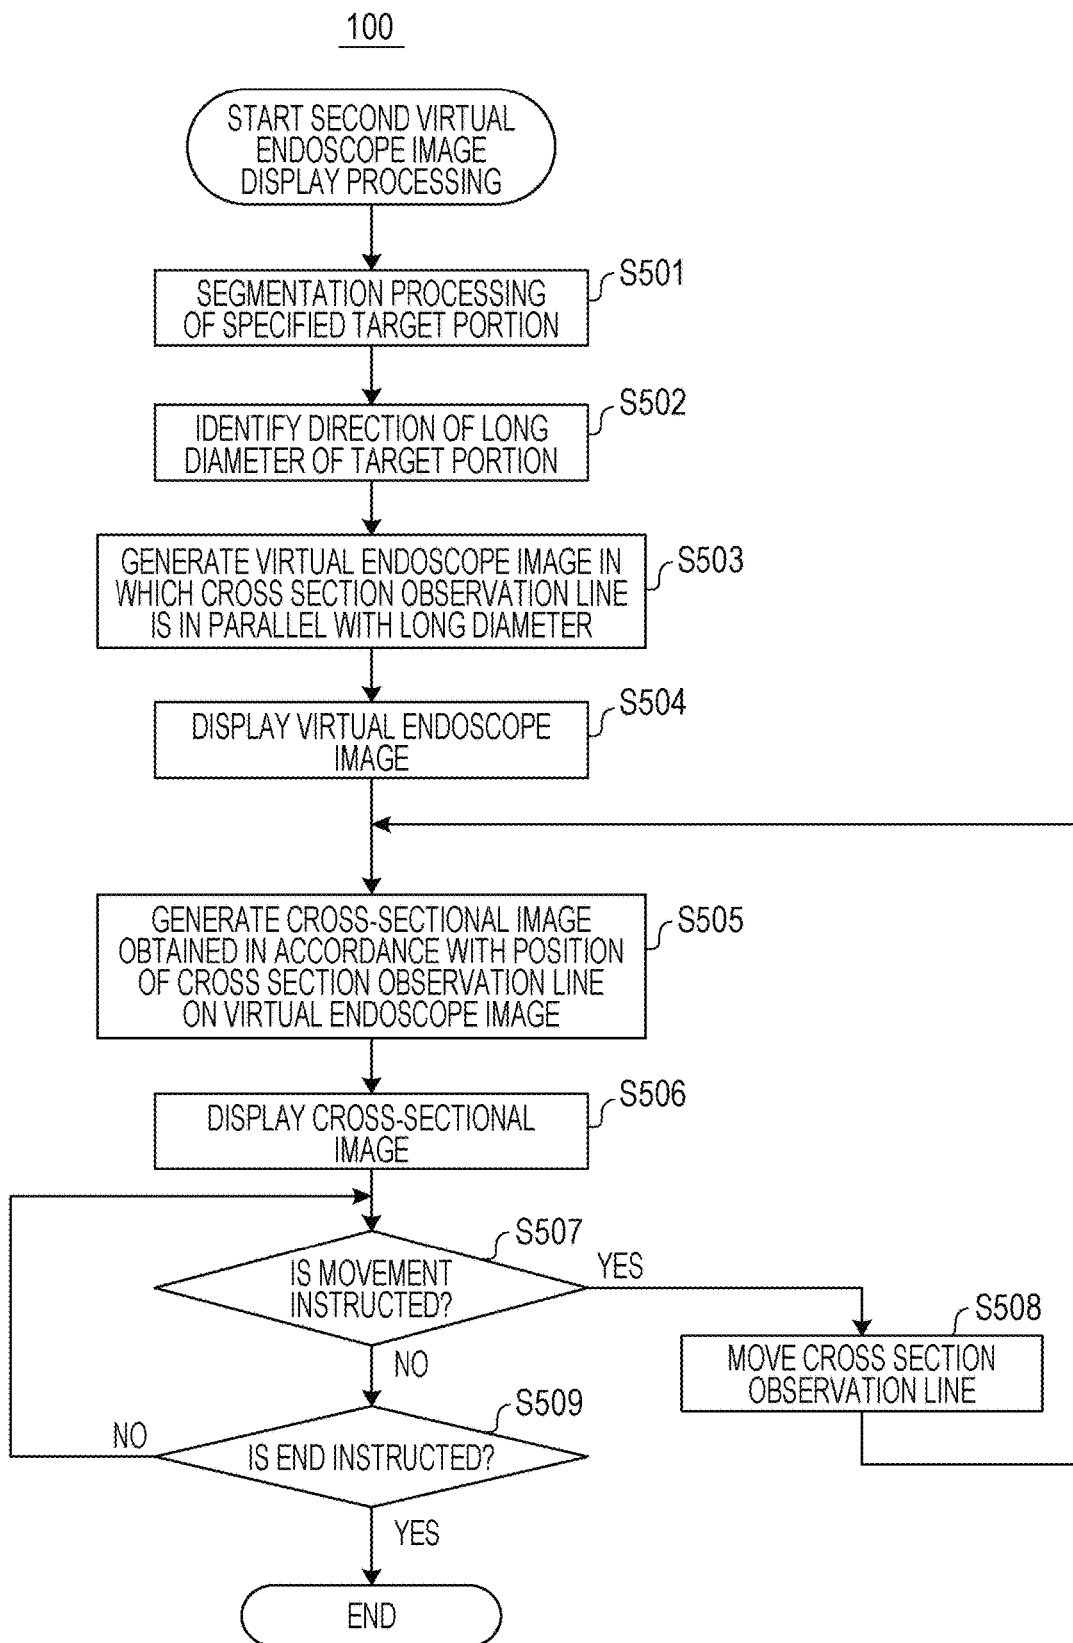 100
START SECOND VIRTUAL
ENDOSCOPE IMAGE
DISPLAY PROCESSING
S501
SEGMENTATION PROCESSING
OF SPECIFIED TARGET PORTION
S502
IDENTIFY DIRECTION OF LONG
DIAMETER OF TARGET PORTION
S503
GENERATE VIRTUAL ENDOSCOPE IMAGE IN
WHICH CROSS SECTION OBSERVATION LINE
IS IN PARALLEL WITH LONG DIAMETER
S504
DISPLAY VIRTUAL ENDOSCOPE
IMAGE
S505
GENERATE CROSS-SECTIONAL IMAGE
OBTAINED IN ACCORDANCE WITH POSITION
OF CROSS SECTION OBSERVATION LINE
ON VIRTUAL ENDOSCOPE IMAGE
S506
DISPLAY CROSS-SECTIONAL
IMAGE
S507
IS MOVEMENT
INSTRUCTED?
YES
S508
MOVE CROSS SECTION
OBSERVATION LINE
NO
S509
IS END INSTRUCTED?
NO
YES
END